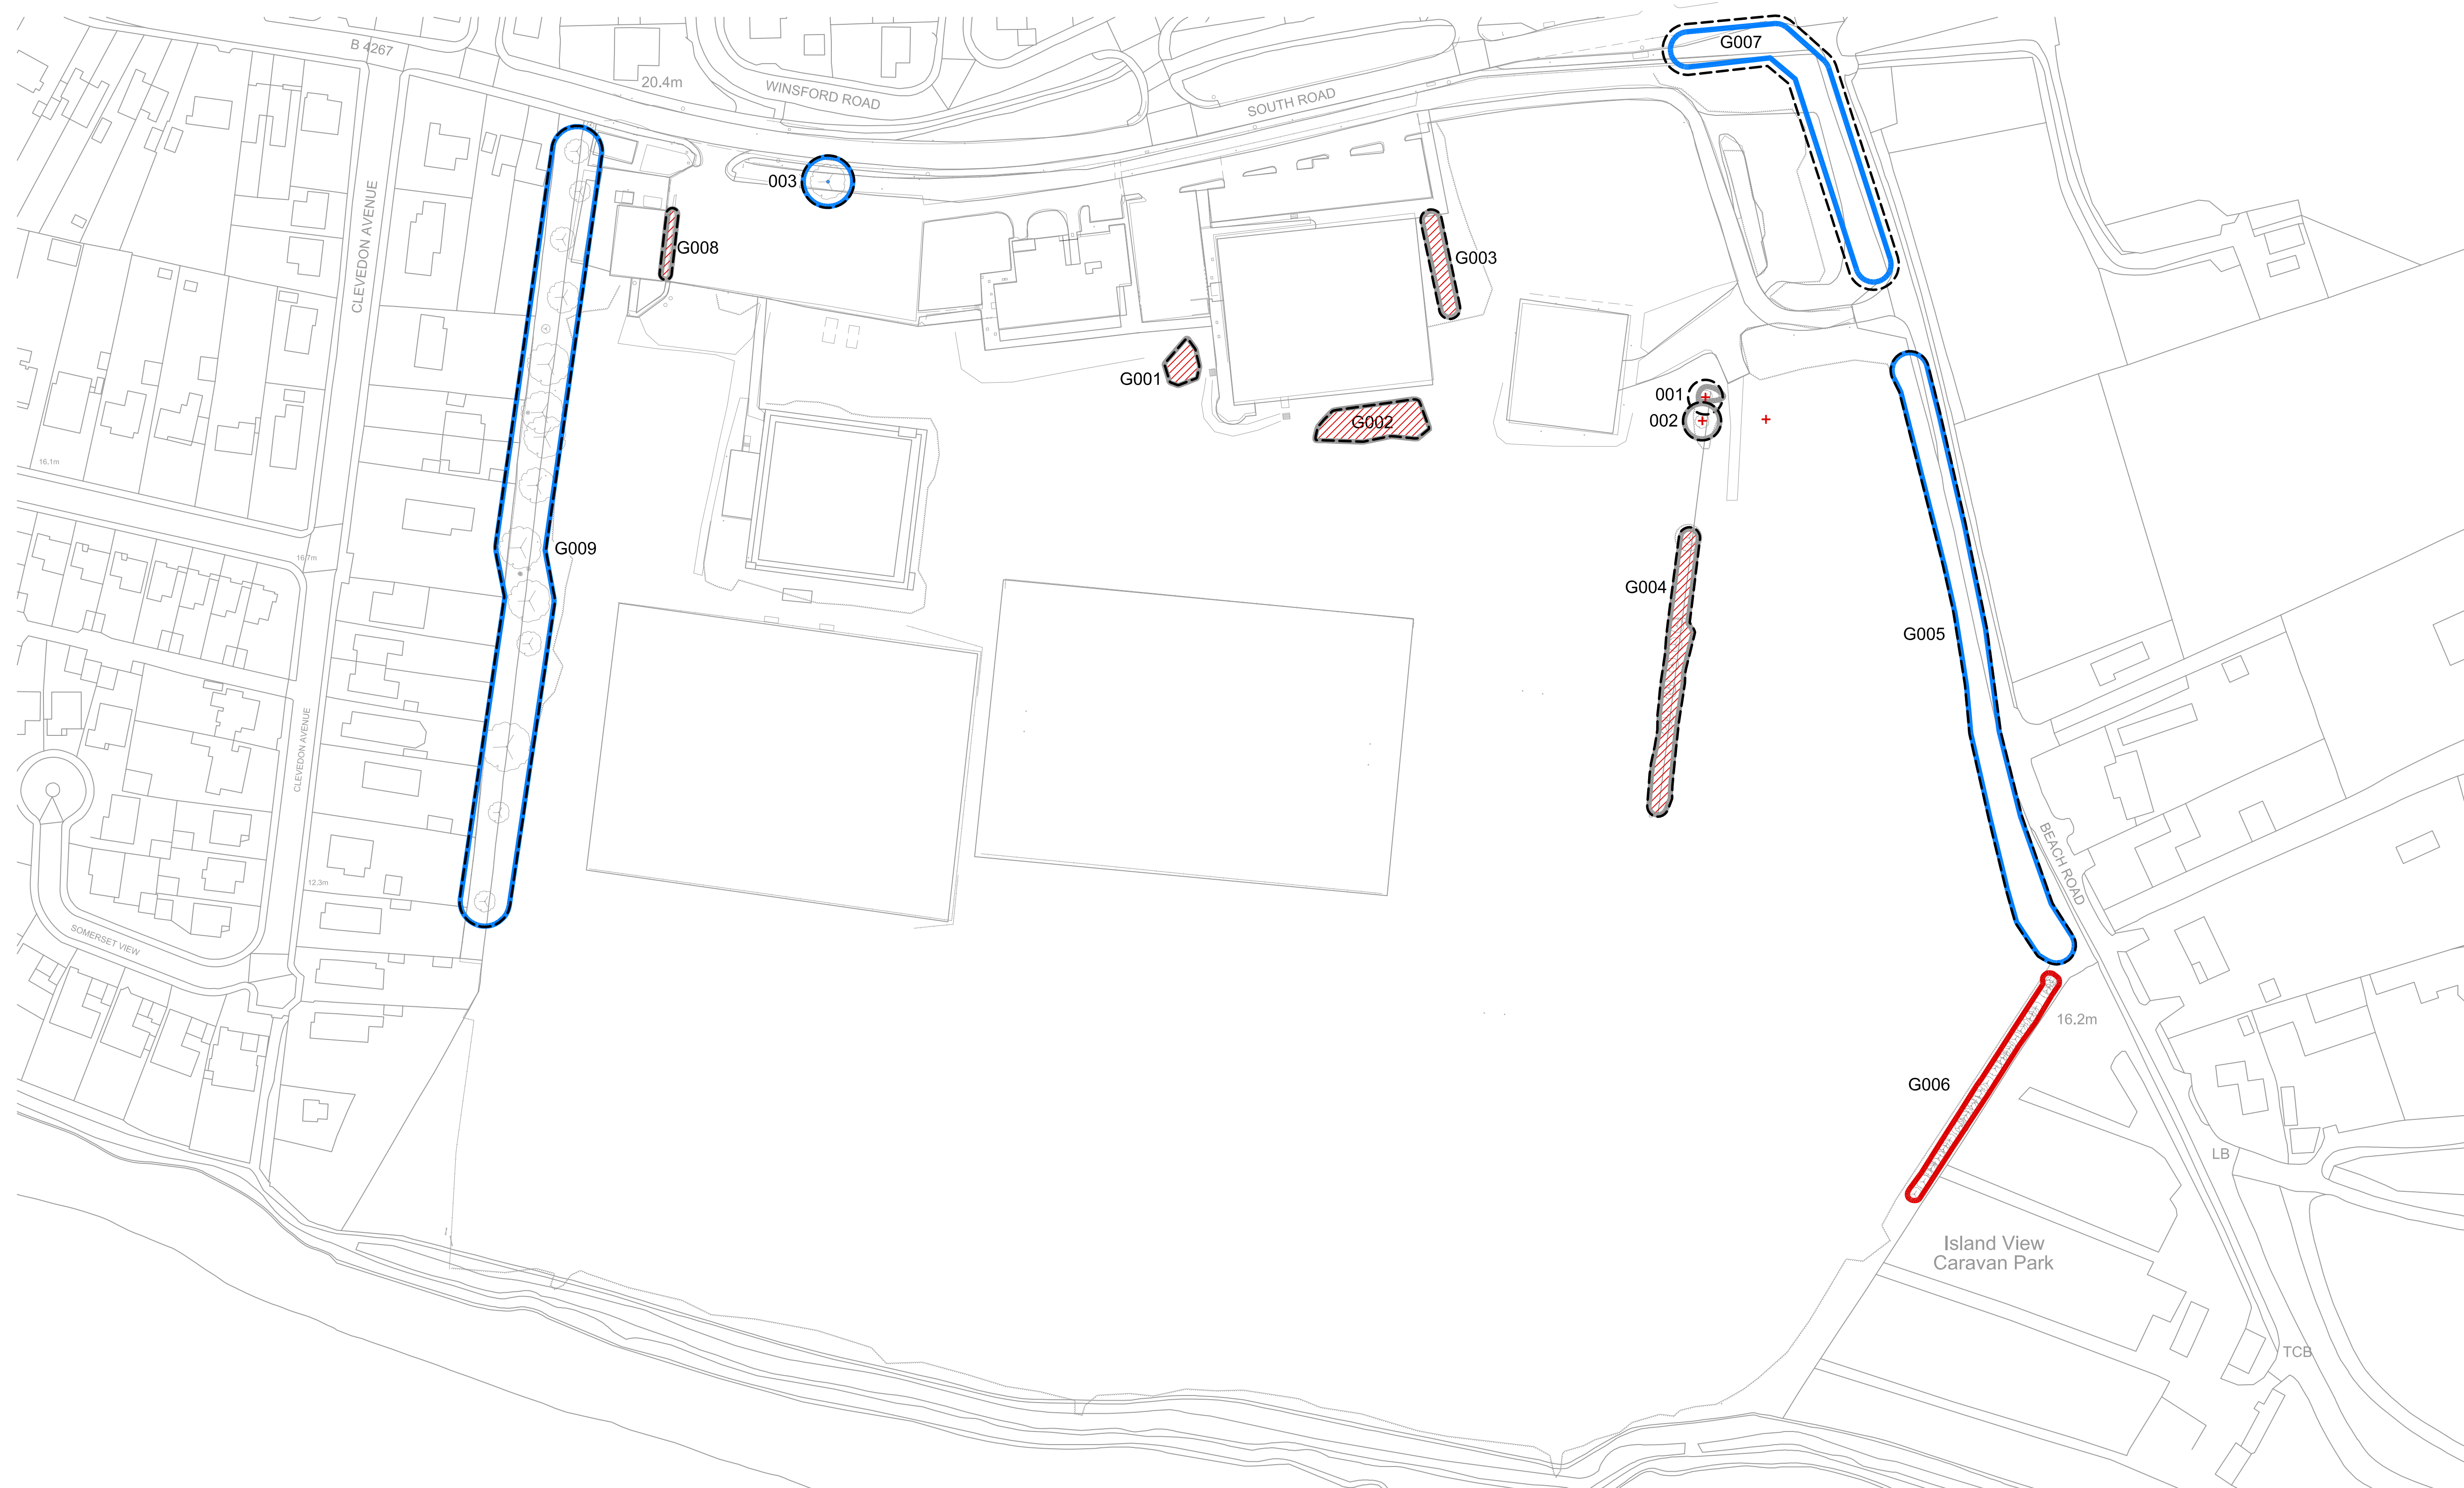 G007
B 4267
20.4m
WINSFORD ROAD
SOUTH ROAD
003
CLEVEDON AVENUE
G008
G003
G001
001
002
G002
16.1m
G009
16.7m
G004
G005
CLEVEDON AVENUE
BEACH ROAD
12.3m
SOMERSET VIEW
16.2m
G006
LB
Island View
Caravan Park
TCB